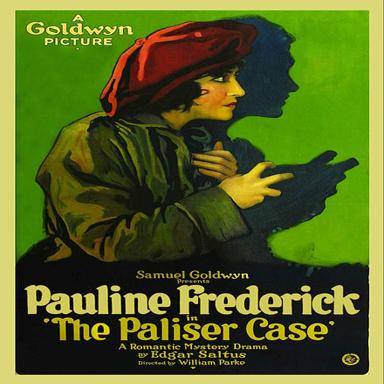 A
Goldwyn
PICTURE
Samuel Goldwyn
Presents
Pauline Frederick
in
"The Paliser Case"
A Romantic Mystery Drama
By Edgar Saltus
Directed by William Parke